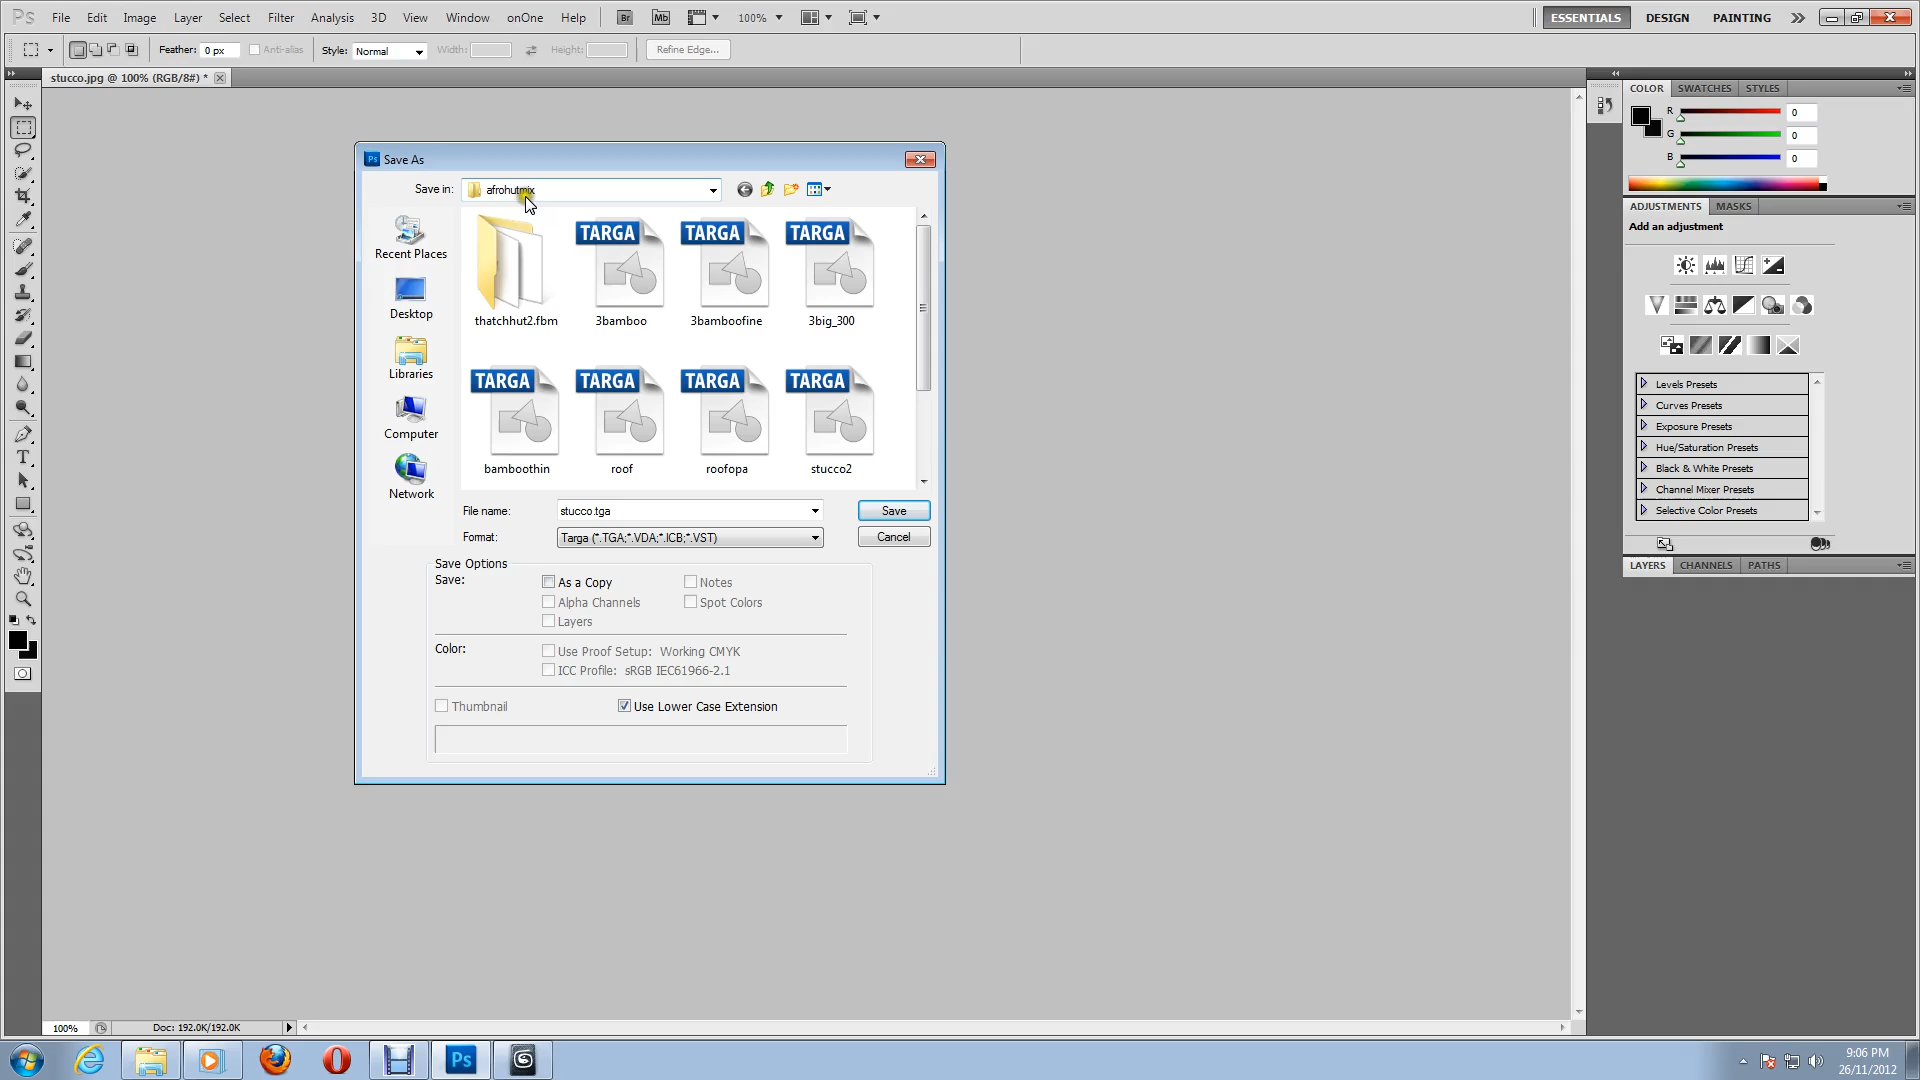 Ps File Edit Image Layer Select Filter Analysis 3D View Window onOne Help Br Mb 100% ESSENTIALS DESIGN PAINTING
Feather: 0 px Anti-alias Style: Normal Width: Height: Refine Edge...
stucco.jpg @ 100% (RGB/8#) *
COLOR SWATCHES STYLES
R 0
G 0
B 0
ADJUSTMENTS MASKS
Add an adjustment
Levels Presets
Curves Presets
Exposure Presets
Hue/Saturation Presets
Black & White Presets
Channel Mixer Presets
Selective Color Presets
LAYERS CHANNELS PATHS
Ps Save As
Save in: afrohutmix
Recent Places
Desktop
Libraries
Computer
Network
TARGA TARGA TARGA
thatchhut2.fbm 3bamboo 3bamboofine 3big_300
TARGA TARGA TARGA TARGA
bamboothin roof roofopa stucco2
File name: stucco.tga Save
Format: Targa (*.TGA;*.VDA;*.ICB;*.VST) Cancel
Save Options
Save: As a Copy Notes
Alpha Channels Spot Colors
Layers
Color: Use Proof Setup: Working CMYK
ICC Profile: sRGB IEC61966-2.1
Thumbnail Use Lower Case Extension
T
100% Doc: 192.0K/192.0K
Ps
9:06 PM
26/11/2012